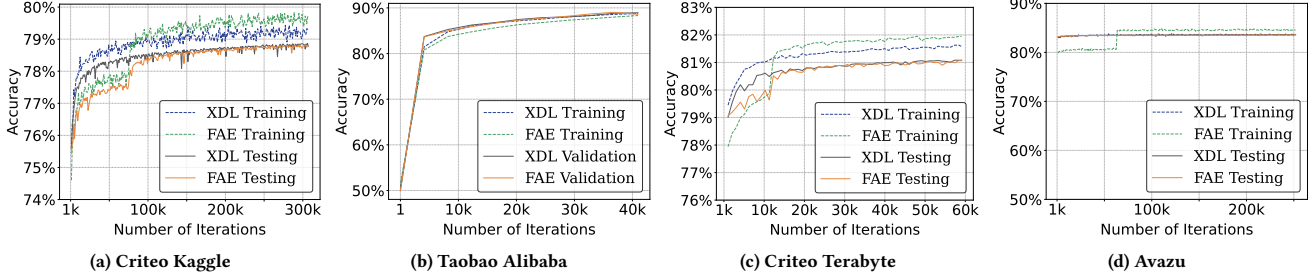 80%
79%
78%
77%
76%
75%
74%
Accuracy
1k
100k
200k
300k
Number of Iterations
XDL Training
FAE Training
XDL Testing
FAE Testing
(a) Criteo Kaggle
90%
80%
70%
60%
50%
Accuracy
1
10k
20k
30k
40k
Number of Iterations
XDL Training
FAE Training
XDL Validation
FAE Validation
(b) Taobao Alibaba
83%
82%
81%
80%
79%
78%
77%
76%
Accuracy
1k
10k
20k
30k
40k
50k
59k
Number of Iterations
XDL Training
FAE Training
XDL Testing
FAE Testing
(c) Criteo Terabyte
90%
80%
70%
60%
50%
Accuracy
1k
100k
200k
Number of Iterations
XDL Training
FAE Training
XDL Testing
FAE Testing
(d) Avazu